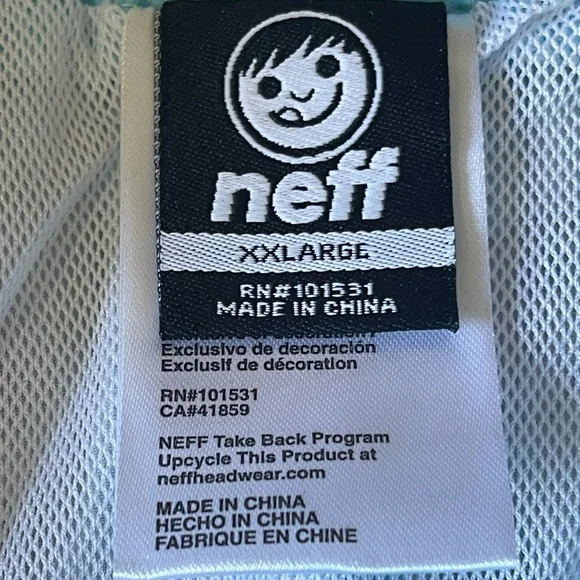 neff
XXLARGE
RN#101531
MADE IN CHINA
Exclusivo de decoración
Exclusif de décoration
RN#101531
CA#41859
NEFF Take Back Program
Upcycle This Product at
neffheadwear.com
MADE IN CHINA
HECHO IN CHINA
FABRIQUE EN CHINE